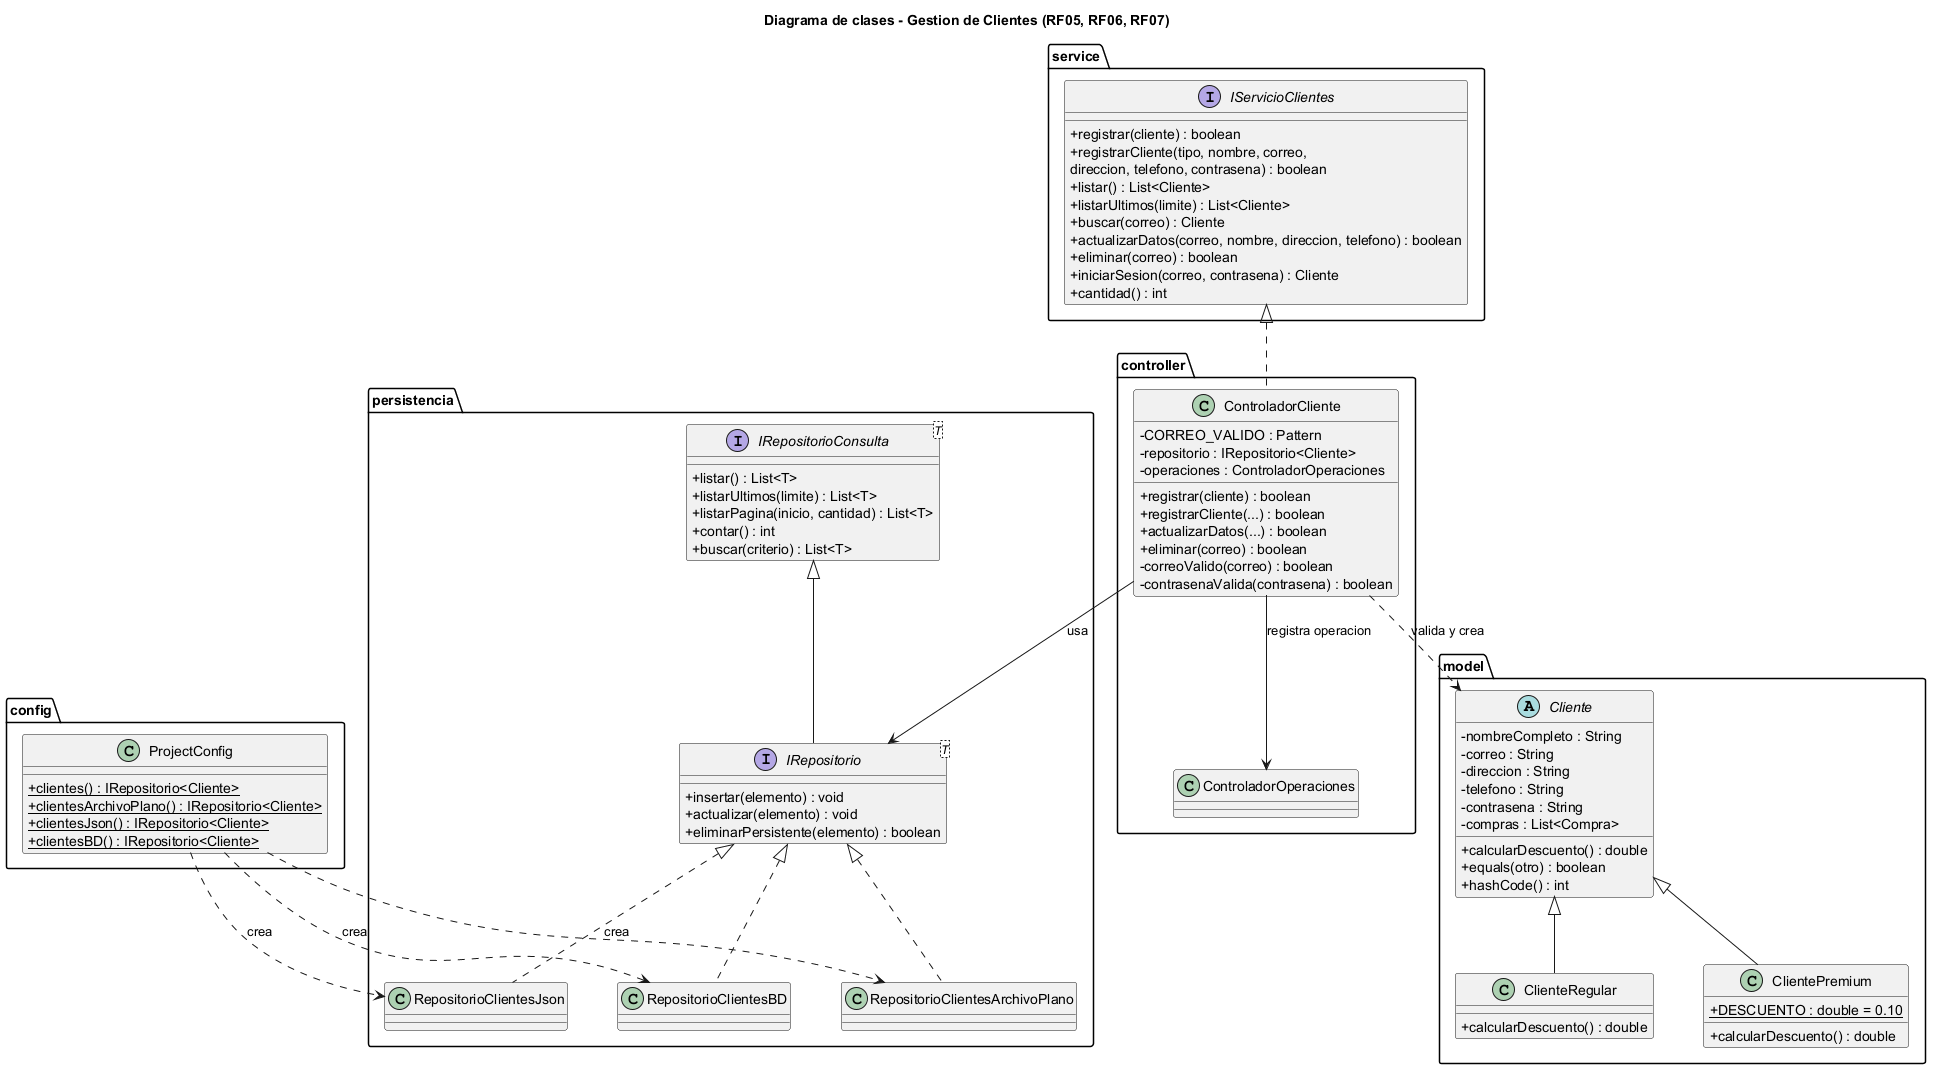 Diagrama de clases - Gestion de Clientes (RF05, RF06, RF07)
service
I
IServicioClientes
+registrar(cliente) : boolean
+registrarCliente(tipo, nombre, correo,
direccion, telefono, contrasena) : boolean
+listar() : List<Cliente>
+listarUltimos(limite) : List<Cliente>
+buscar(correo) : Cliente
+actualizarDatos(correo, nombre, direccion, telefono) : boolean
+eliminar(correo) : boolean
+iniciarSesion(correo, contrasena) : Cliente
+cantidad() : int
controller
C
ControladorCliente
-CORREO_VALIDO : Pattern
-repositorio : IRepositorio<Cliente>
-operaciones : ControladorOperaciones
+registrar(cliente) : boolean
+registrarCliente(...) : boolean
+actualizarDatos(...) : boolean
+eliminar(correo) : boolean
-correoValido(correo) : boolean
-contrasenaValida(contrasena) : boolean
persistencia
I
IRepositorioConsulta
T
+listar() : List<T>
+listarUltimos(limite) : List<T>
+listarPagina(inicio, cantidad) : List<T>
+contar() : int
+buscar(criterio) : List<T>
usa
registra operacion
valida y crea
model
A
Cliente
-nombreCompleto : String
-correo : String
-direccion : String
-telefono : String
-contrasena : String
-compras : List<Compra>
+calcularDescuento() : double
+equals(otro) : boolean
+hashCode() : int
config
C
ProjectConfig
+clientes() : IRepositorio<Cliente>
+clientesArchivoPlano() : IRepositorio<Cliente>
+clientesJson() : IRepositorio<Cliente>
+clientesBD() : IRepositorio<Cliente>
I
IRepositorio
T
+insertar(elemento) : void
+actualizar(elemento) : void
+eliminarPersistente(elemento) : boolean
C
ControladorOperaciones
crea
crea
crea
C
RepositorioClientesJson
C
RepositorioClientesBD
C
RepositorioClientesArchivoPlano
C
ClienteRegular
+calcularDescuento() : double
C
ClientePremium
+DESCUENTO : double = 0.10
+calcularDescuento() : double